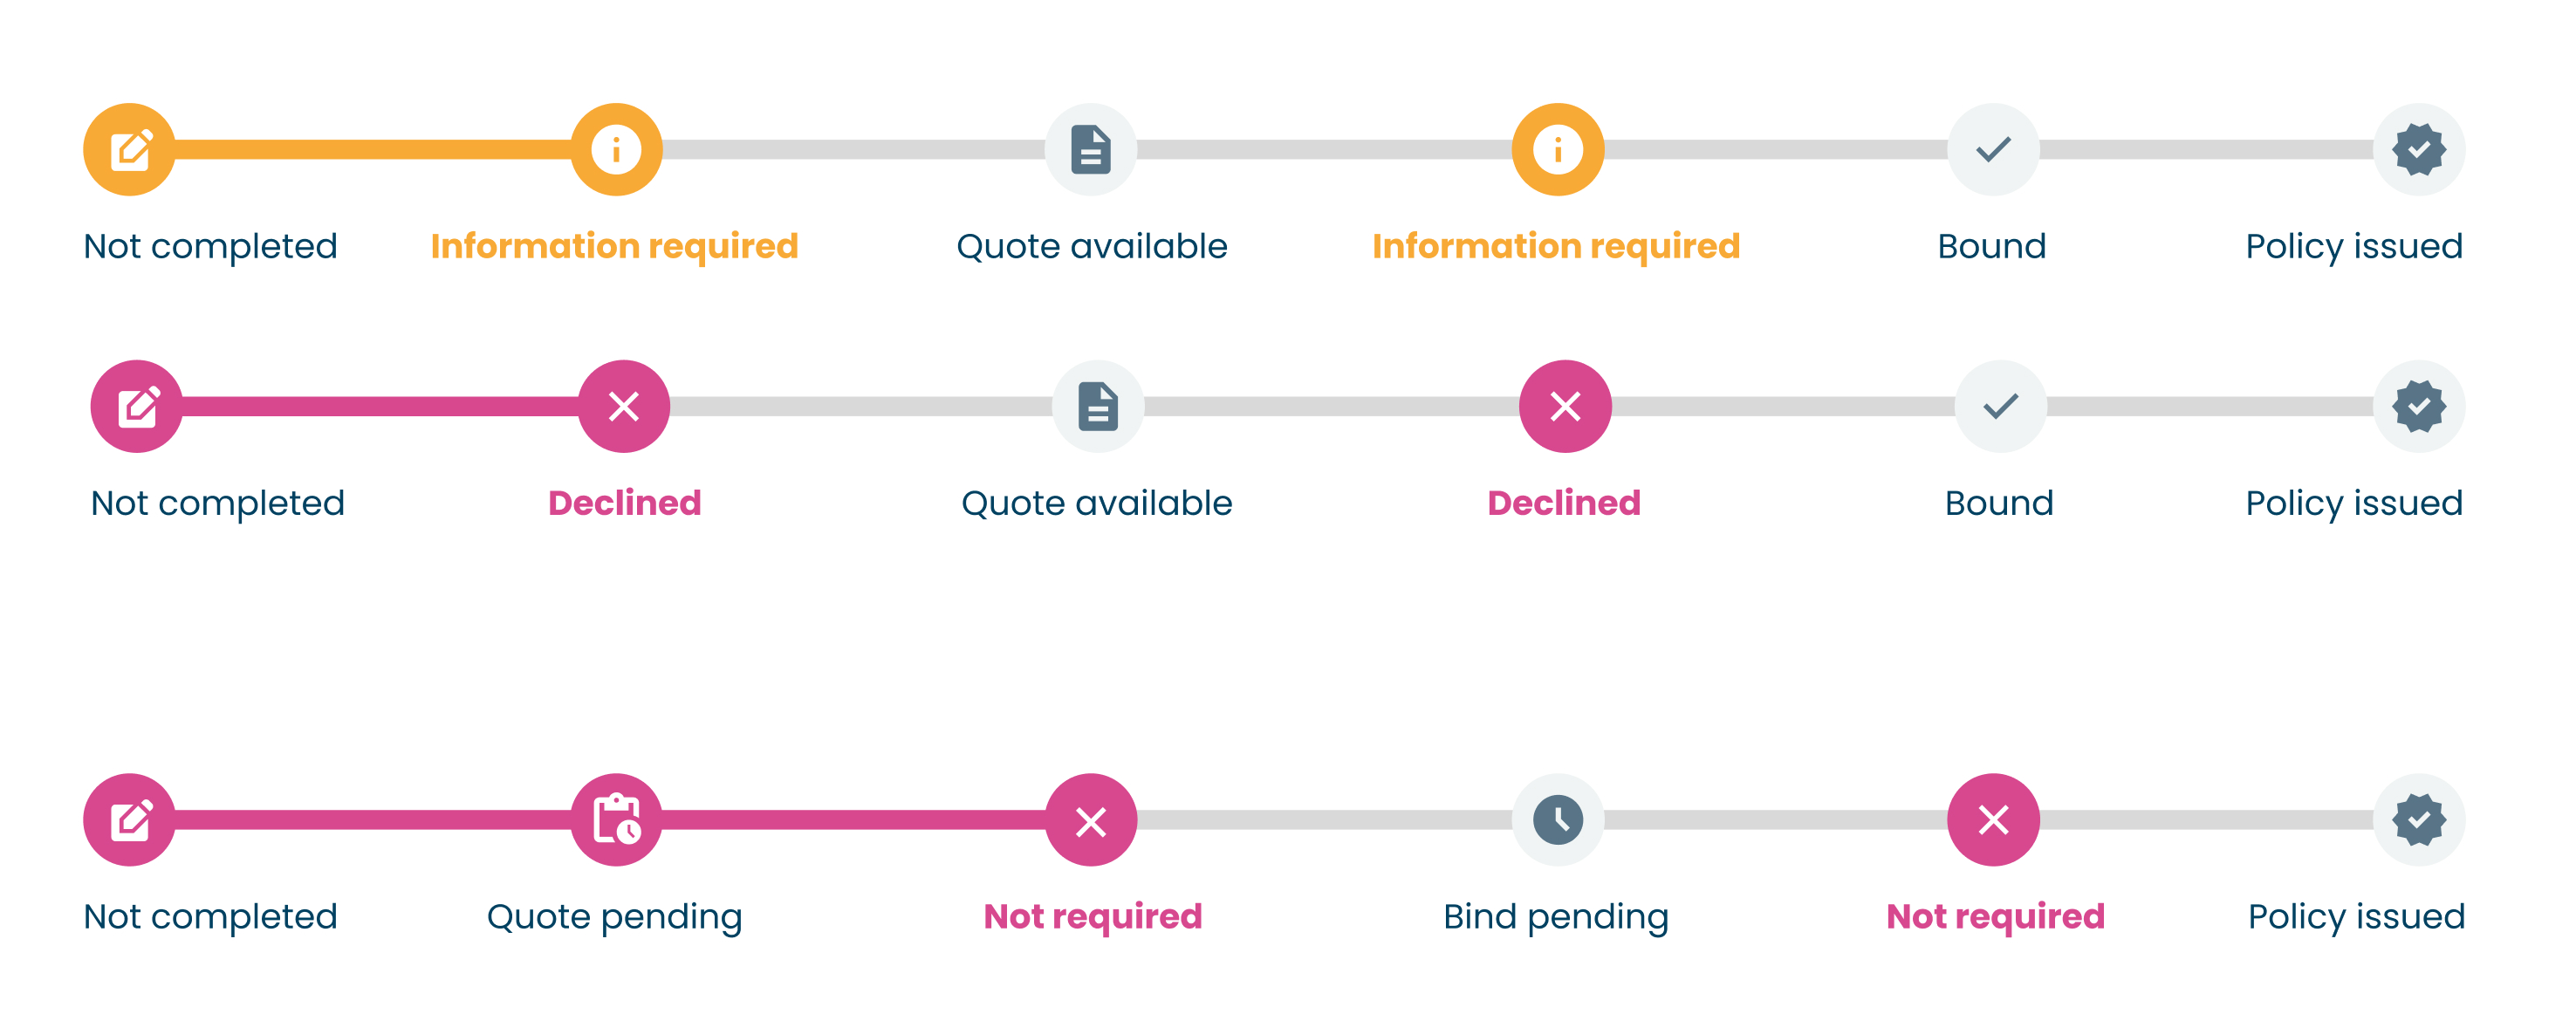 Not completed Information required Quote available Information required Bound Policy issued
Not completed Declined Quote available Declined Bound Policy issued
Not completed Quote pending Not required Bind pending Not required Policy issued